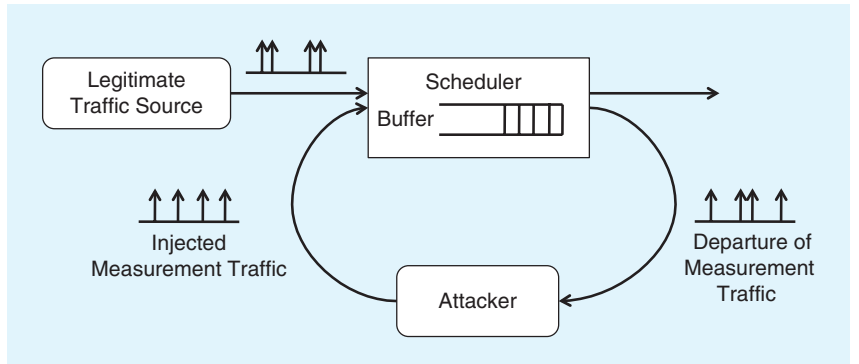 Legitimate
Traffic Source
Scheduler
Buffer
Injected
Measurement Traffic
Departure of
Measurement
Traffic
Attacker